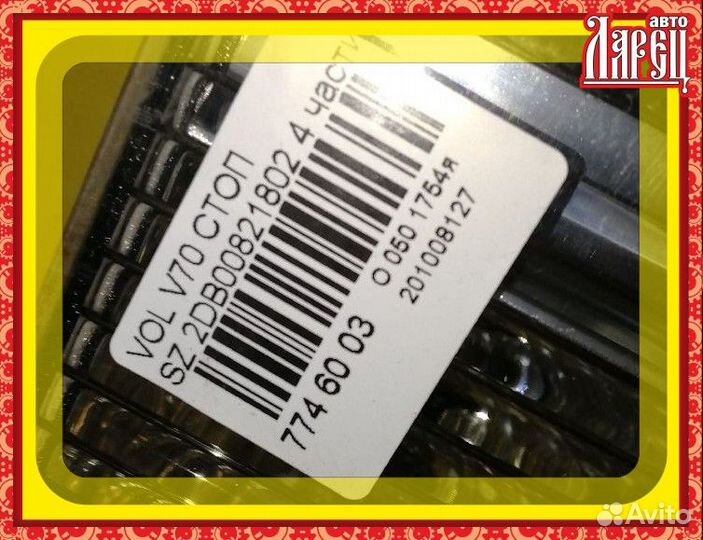 авто
Ларец
VOL V70 СТОП
SZ 2DB00821802 4 части
774 60 03
O 050 1754я
201008127
Avito